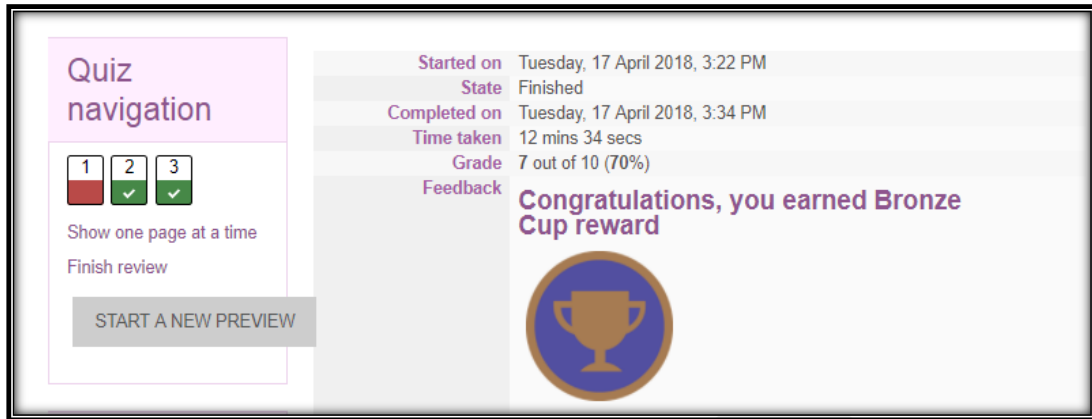 Quiz
navigation
1 2 3
Show one page at a time
Finish review
START A NEW PREVIEW
Started on Tuesday, 17 April 2018, 3:22 PM
State Finished
Completed on Tuesday, 17 April 2018, 3:34 PM
Time taken 12 mins 34 secs
Grade 7 out of 10 (70%)
Feedback Congratulations, you earned Bronze
Cup reward